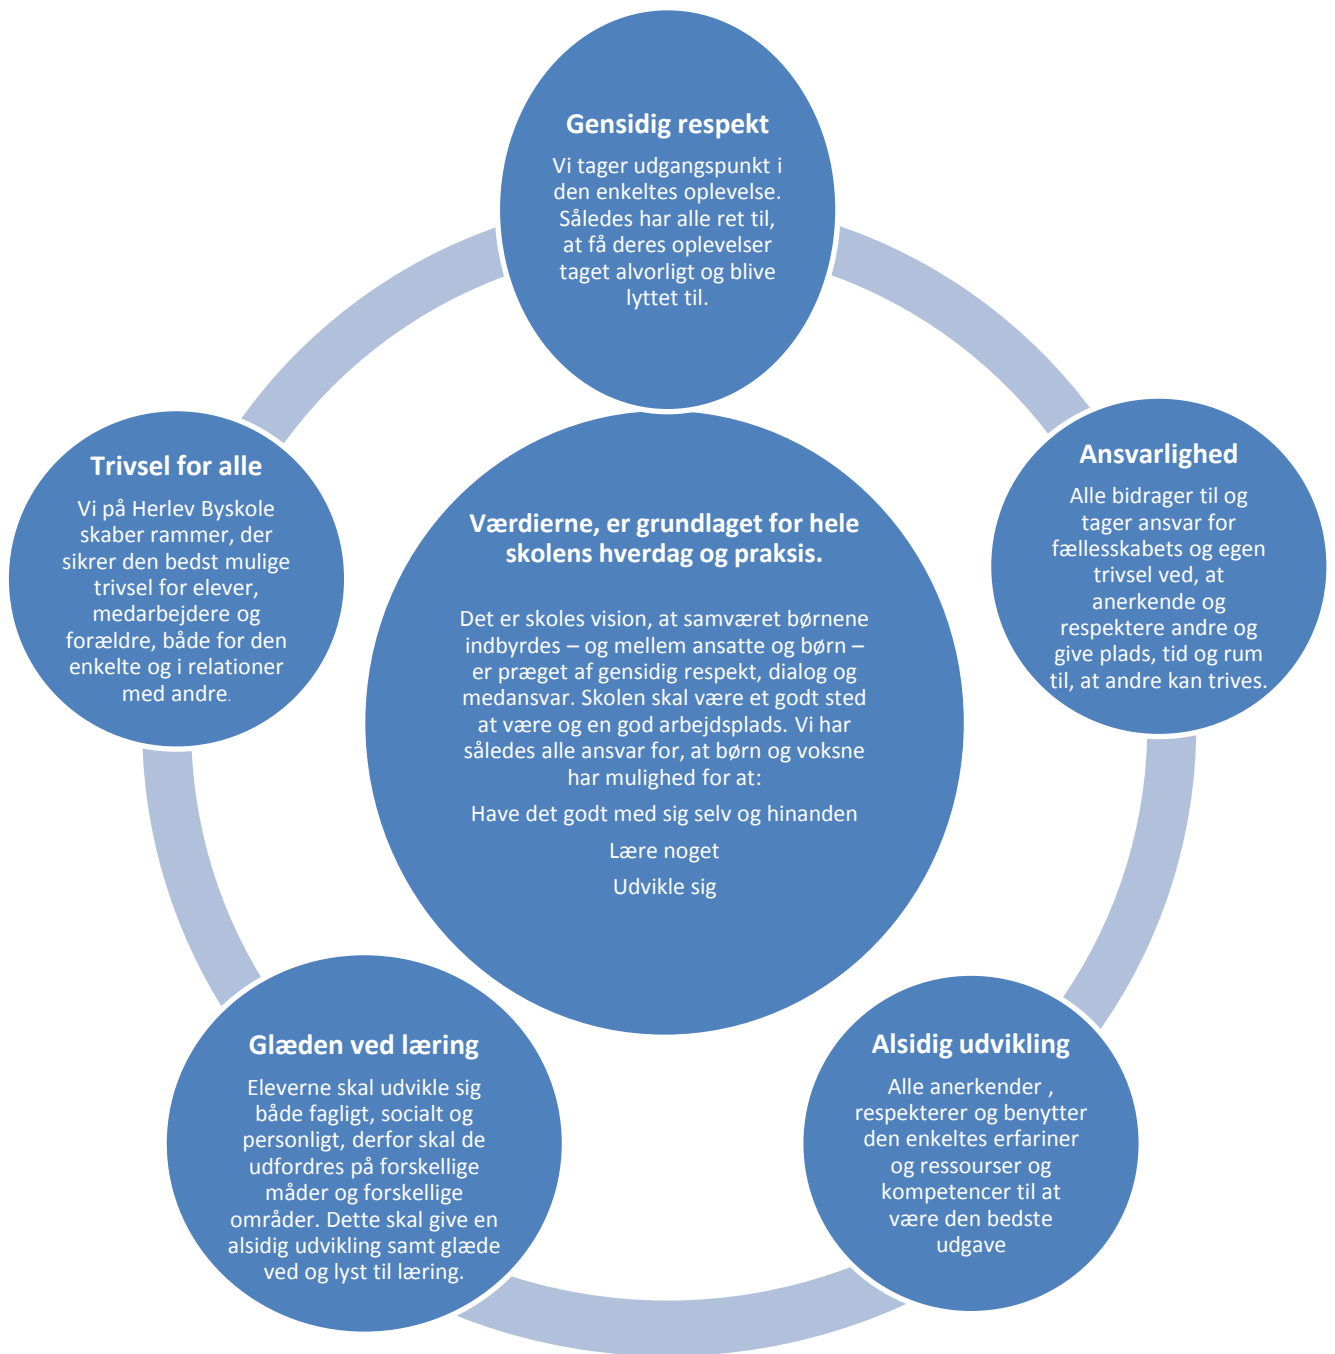 Gensidig respekt
Vi tager udgangspunkt i
den enkeltes oplevelse.
Således har alle ret til,
at få deres oplevelser
taget alvorligt og blive
lyttet til.
Ansvarlighed
Alle bidrager til og
tager ansvar for
fællesskabets og egen
trivsel ved, at
anerkende og
respektere andre og
give plads, tid og rum
til, at andre kan trives.
Alsidig udvikling
Alle anerkender ,
respekterer og benytter
den enkeltes erfariner
og ressourser og
kompetencer til at
være den bedste
udgave
Glæden ved læring
Eleverne skal udvikle sig
både fagligt, socialt og
personligt, derfor skal de
udfordres på forskellige
måder og forskellige
områder. Dette skal give en
alsidig udvikling samt glæde
ved og lyst til læring.
Trivsel for alle
Vi på Herlev Byskole
skaber rammer, der
sikrer den bedst mulige
trivsel for elever,
medarbejdere og
forældre, både for den
enkelte og i relationer
med andre.
Værdierne, er grundlaget for hele
skolens hverdag og praksis.
Det er skoles vision, at samværet børnene
indbyrdes – og mellem ansatte og børn –
er præget af gensidig respekt, dialog og
medansvar. Skolen skal være et godt sted
at være og en god arbejdsplads. Vi har
således alle ansvar for, at børn og voksne
har mulighed for at:
Have det godt med sig selv og hinanden
Lære noget
Udvikle sig